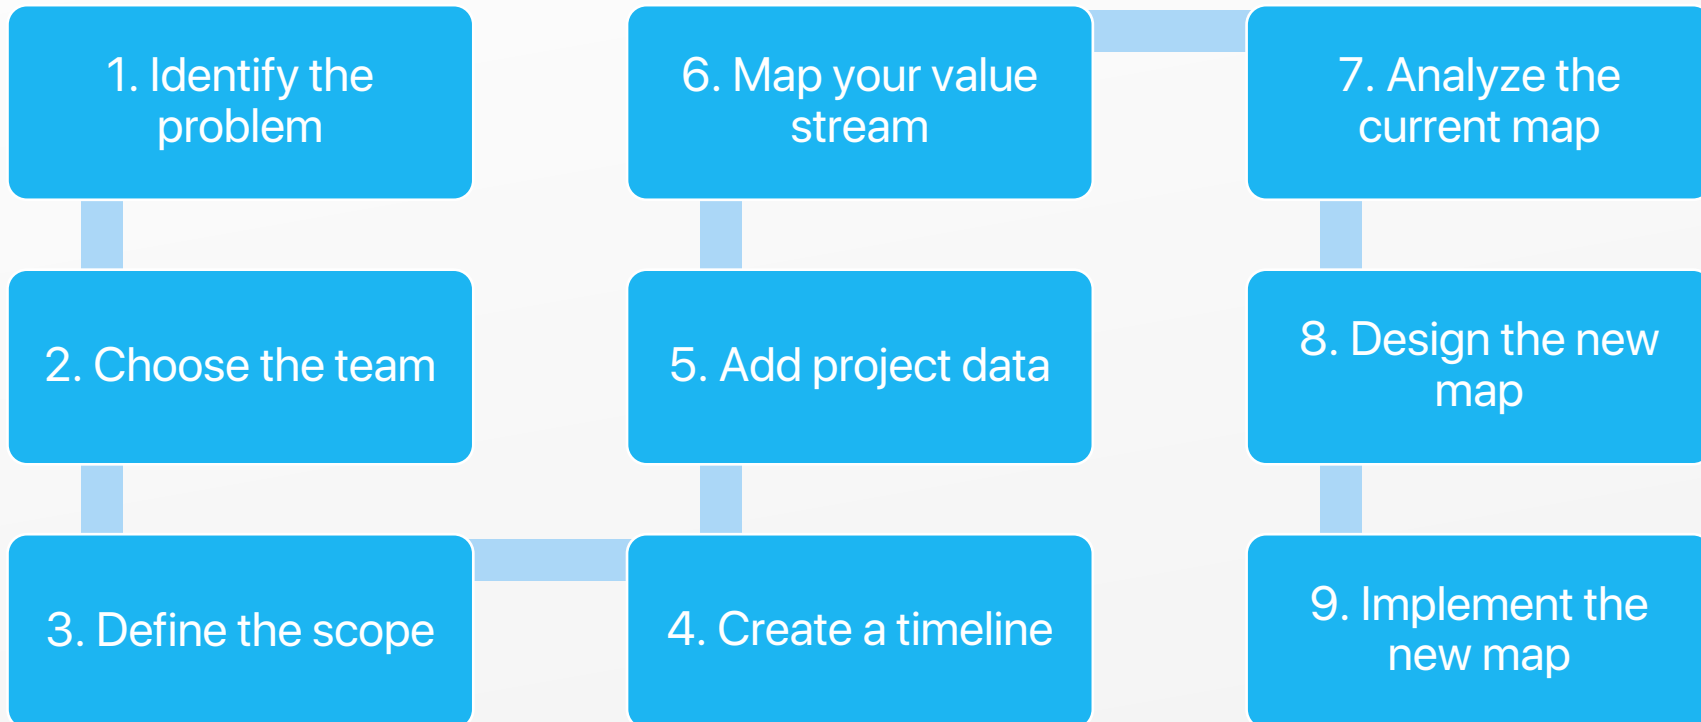 1. Identify the
problem
2. Choose the team
3. Define the scope
4. Create a timeline
5. Add project data
6. Map your value
stream
7. Analyze the
current map
8. Design the new
map
9. Implement the
new map